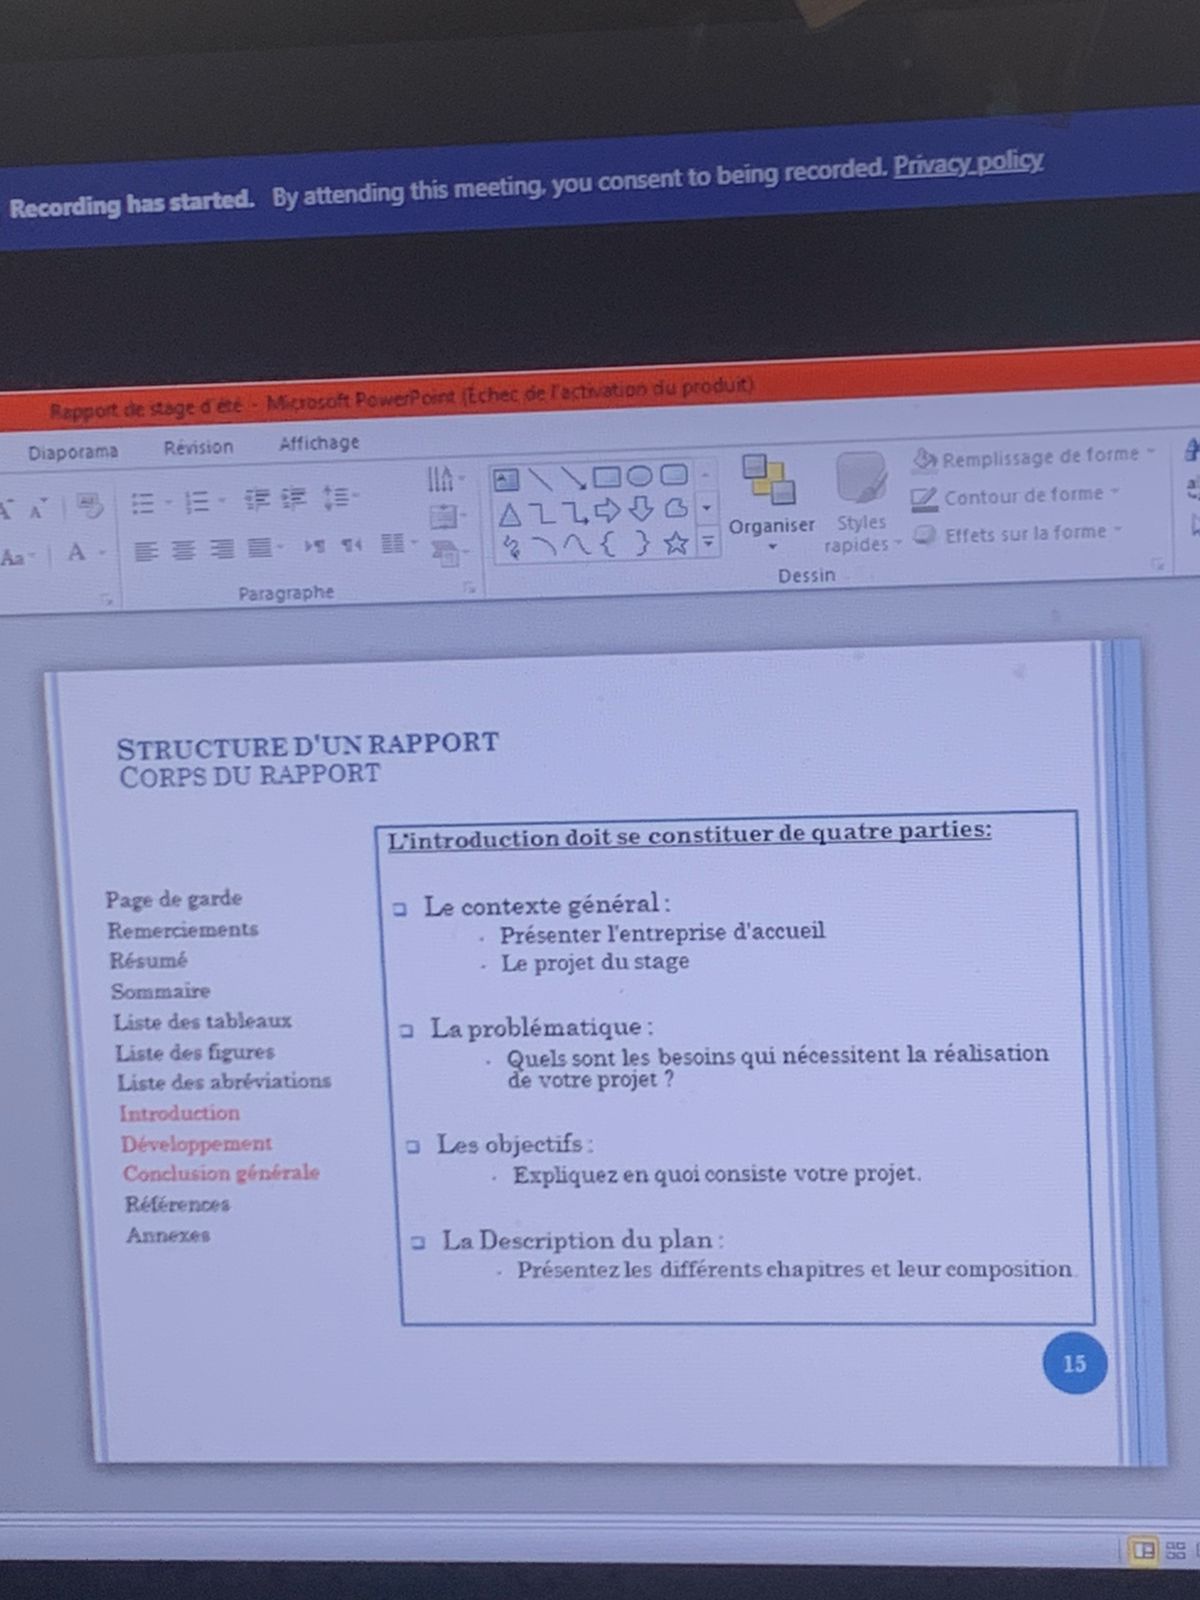 Recording has started. By attending this meeting, you consent to being recorded. Privacy policy
Rapport de stage d'été - Microsoft PowerPoint (Échec de l'activation du produit)
Diaporama Révision Affichage
Remplissage de forme
Contour de forme
Effets sur la forme
Organiser
Styles rapides
Aa A
Paragraphe
Dessin
STRUCTURE D'UN RAPPORT
CORPS DU RAPPORT
Page de garde
Remerciements
Résumé
Sommaire
Liste des tableaux
Liste des figures
Liste des abréviations
Introduction
Développement
Conclusion générale
Références
Annexes
L'introduction doit se constituer de quatre parties:
Le contexte général :
Présenter l'entreprise d'accueil
Le projet du stage
La problématique :
Quels sont les besoins qui nécessitent la réalisation
de votre projet ?
Les objectifs :
Expliquez en quoi consiste votre projet.
La Description du plan :
Présentez les différents chapitres et leur composition.
15